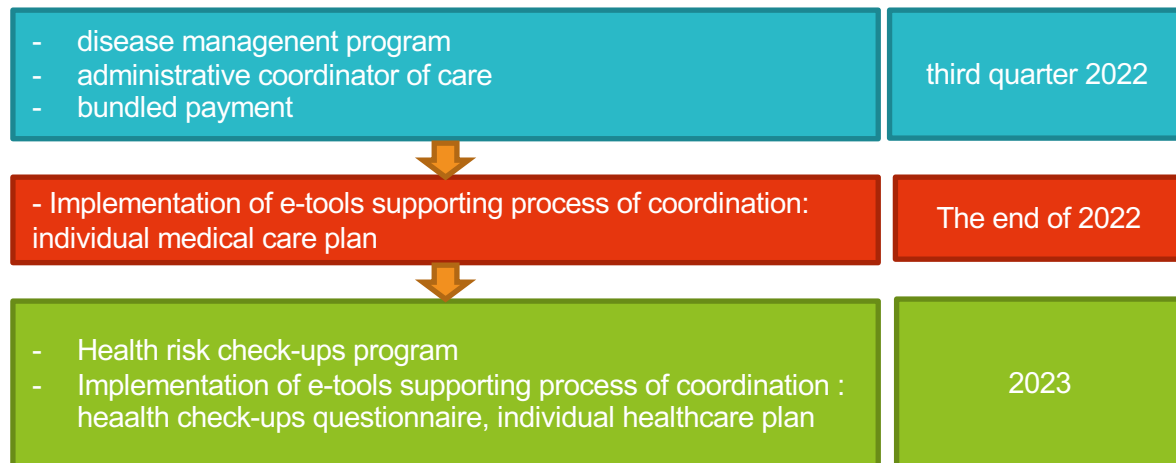 - disease managenent program
- administrative coordinator of care
- bundled payment
third quarter 2022
- Implementation of e-tools supporting process of coordination:
individual medical care plan
The end of 2022
- Health risk check-ups program
- Implementation of e-tools supporting process of coordination :
heaalth check-ups questionnaire, individual healthcare plan
2023